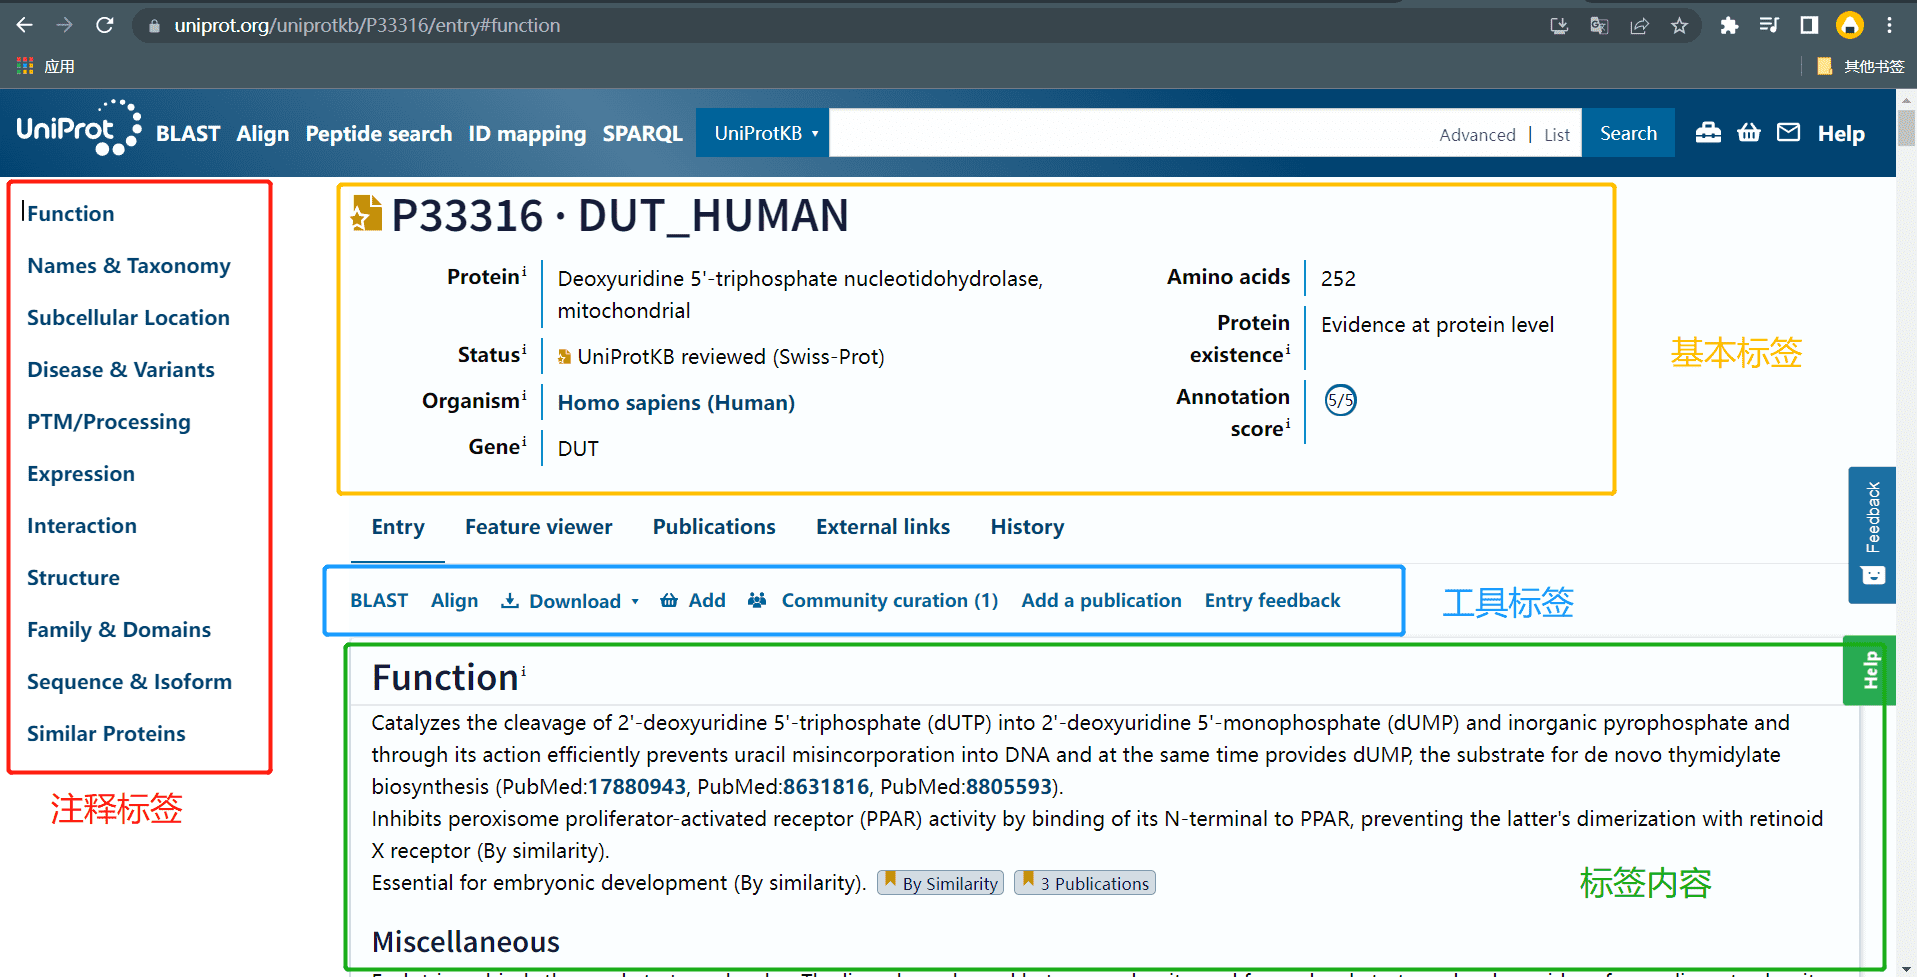 uniprot.org/uniprotkb/P33316/entry#function
应用
其他书签
UniProt
BLAST Align Peptide search ID mapping SPARQL UniProtKB Advanced | List Search Help
Function
Names & Taxonomy
Subcellular Location
Disease & Variants
PTM/Processing
Expression
Interaction
Structure
Family & Domains
Sequence & Isoform
Similar Proteins
注释标签
P33316 · DUT_HUMAN
Protein i
Deoxyuridine 5'-triphosphate nucleotidohydrolase,
mitochondrial
Status i
UniProtKB reviewed (Swiss-Prot)
Organism i
Homo sapiens (Human)
Gene i
DUT
Amino acids
252
Protein
existence i
Evidence at protein level
Annotation
score i
5/5
基本标签
Entry Feature viewer Publications External links History
Feedback
BLAST Align Download Add Community curation (1) Add a publication Entry feedback
工具标签
Help
Function i
Catalyzes the cleavage of 2'-deoxyuridine 5'-triphosphate (dUTP) into 2'-deoxyuridine 5'-monophosphate (dUMP) and inorganic pyrophosphate and
through its action efficiently prevents uracil misincorporation into DNA and at the same time provides dUMP, the substrate for de novo thymidylate
biosynthesis (PubMed:17880943, PubMed:8631816, PubMed:8805593).
Inhibits peroxisome proliferator-activated receptor (PPAR) activity by binding of its N-terminal to PPAR, preventing the latter's dimerization with retinoid
X receptor (By similarity).
Essential for embryonic development (By similarity). By Similarity 3 Publications
标签内容
Miscellaneous